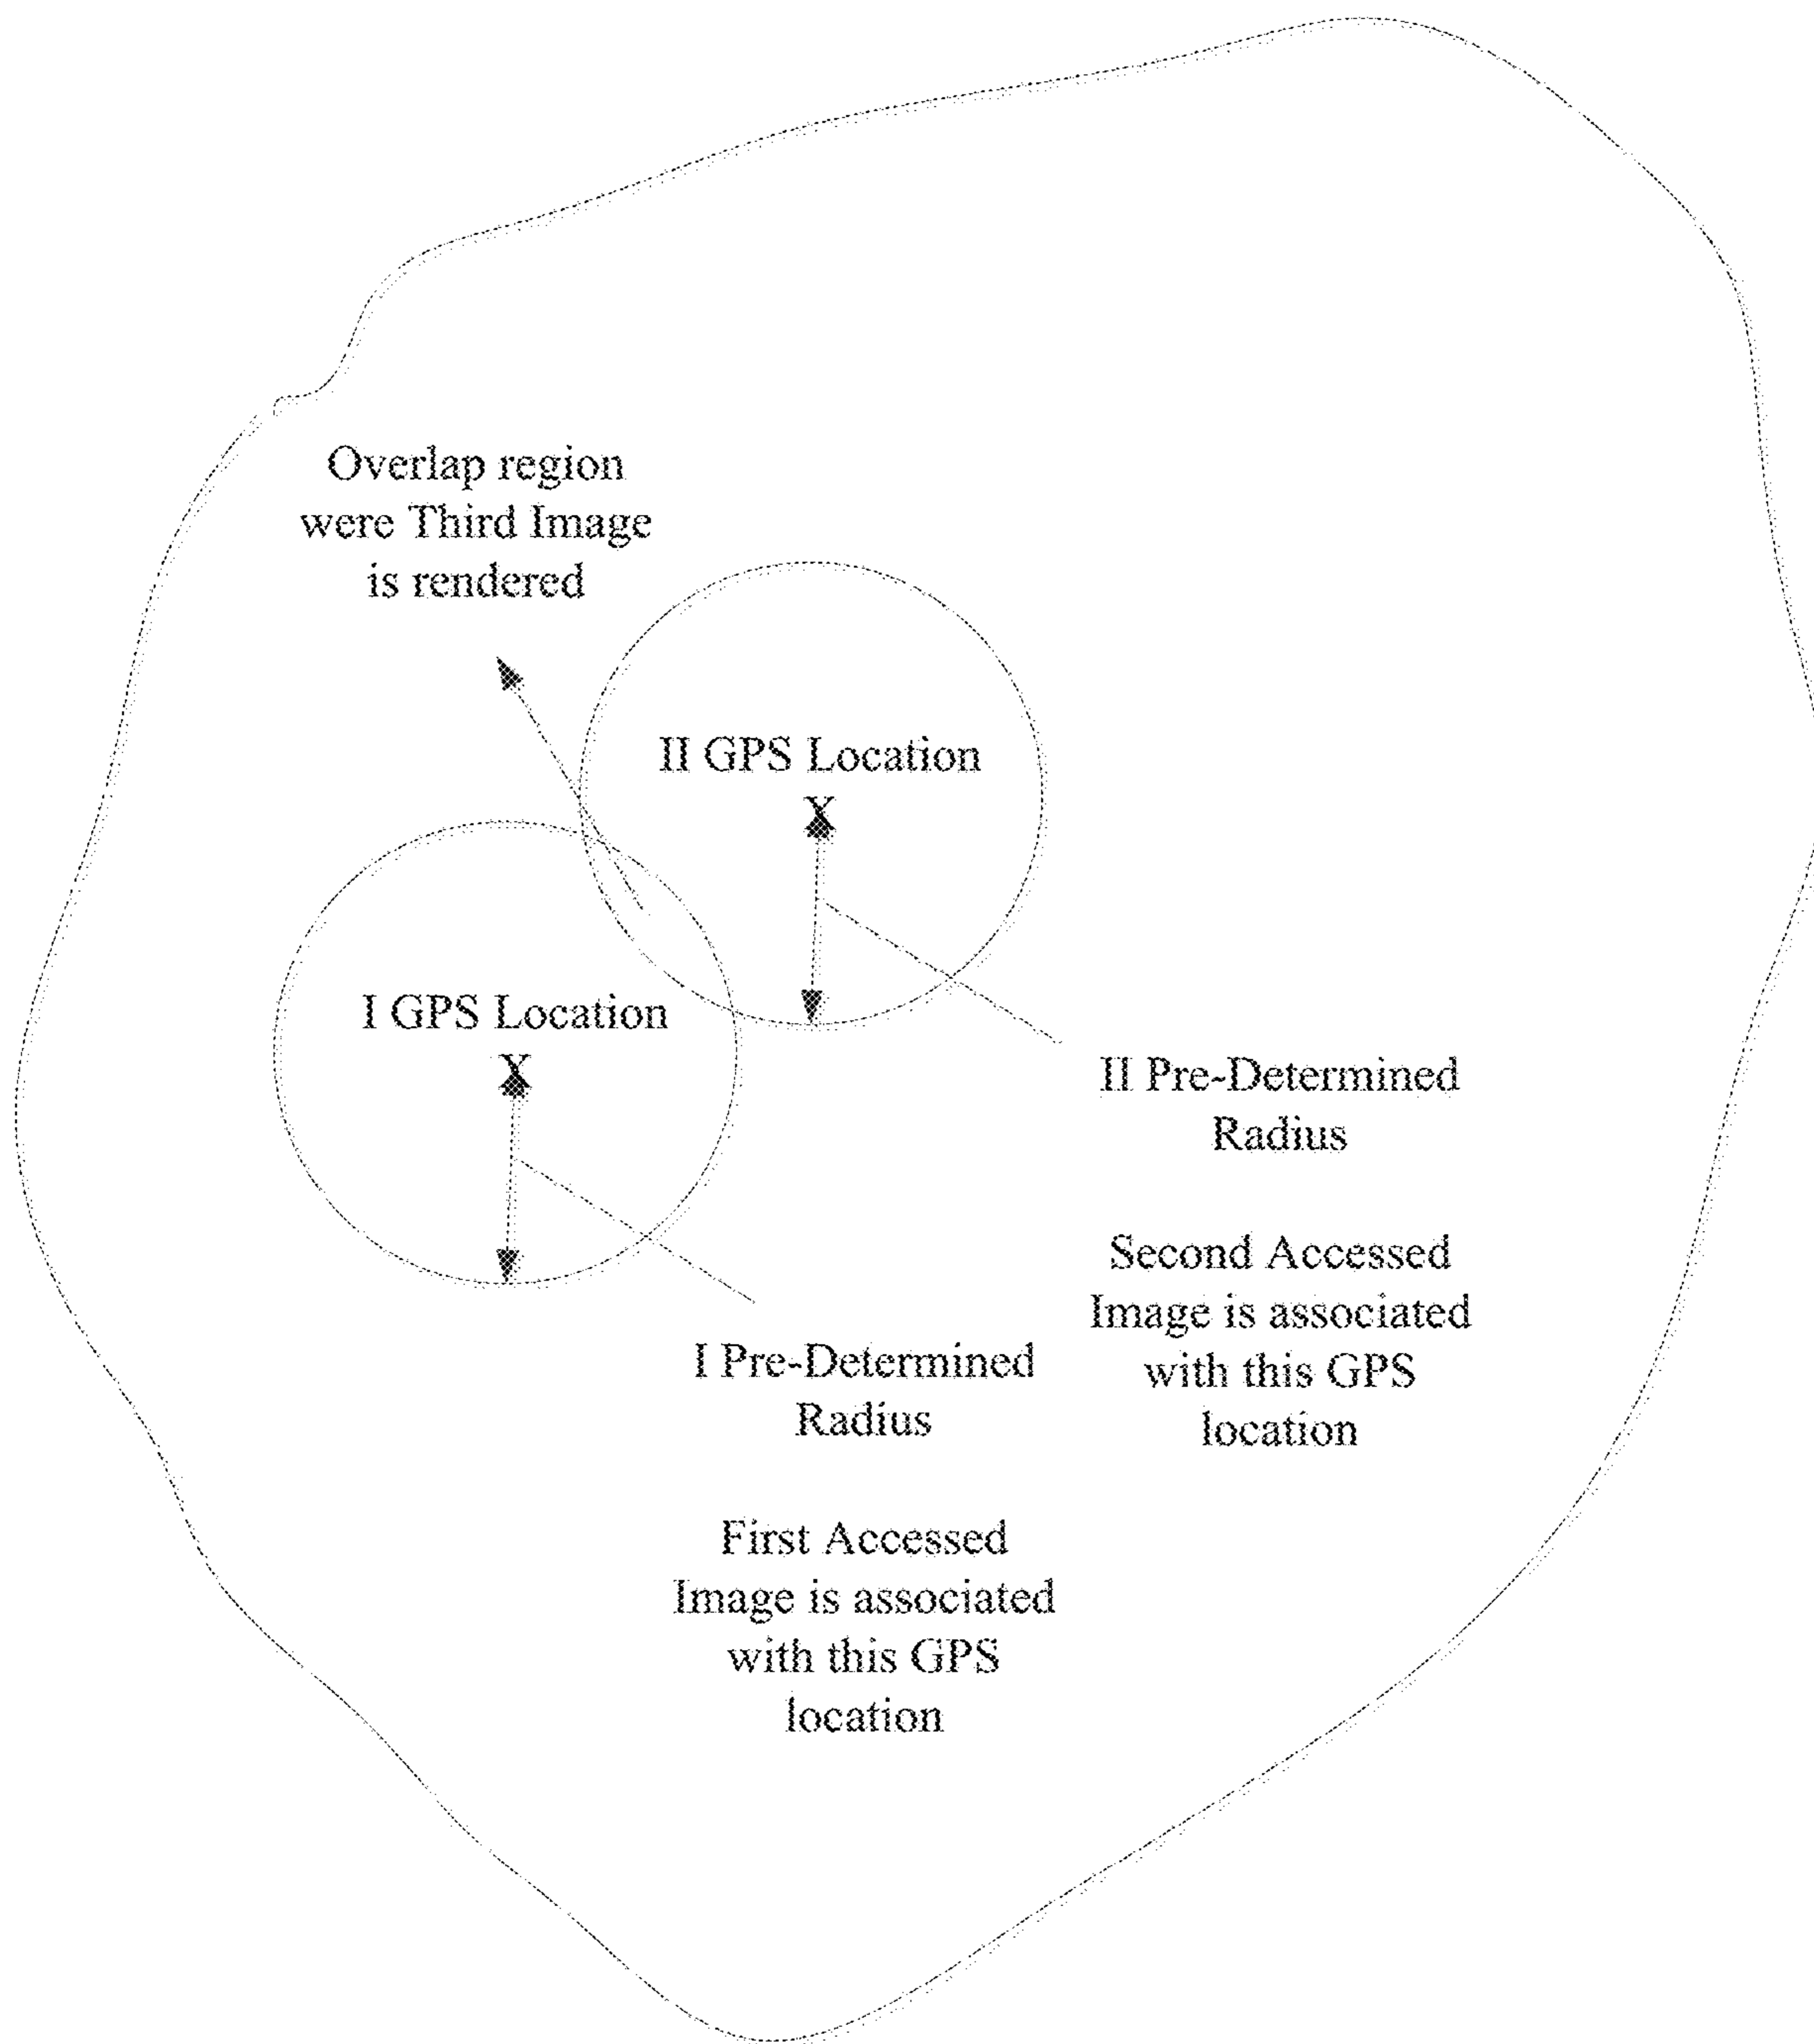 Overlap region
were Third Image
is rendered
II GPS Location
X
I GPS Location
X
II Pre-Determined
Radius
Second Accessed
Image is associated
with this GPS
location
I Pre-Determined
Radius
First Accessed
Image is associated
with this GPS
location